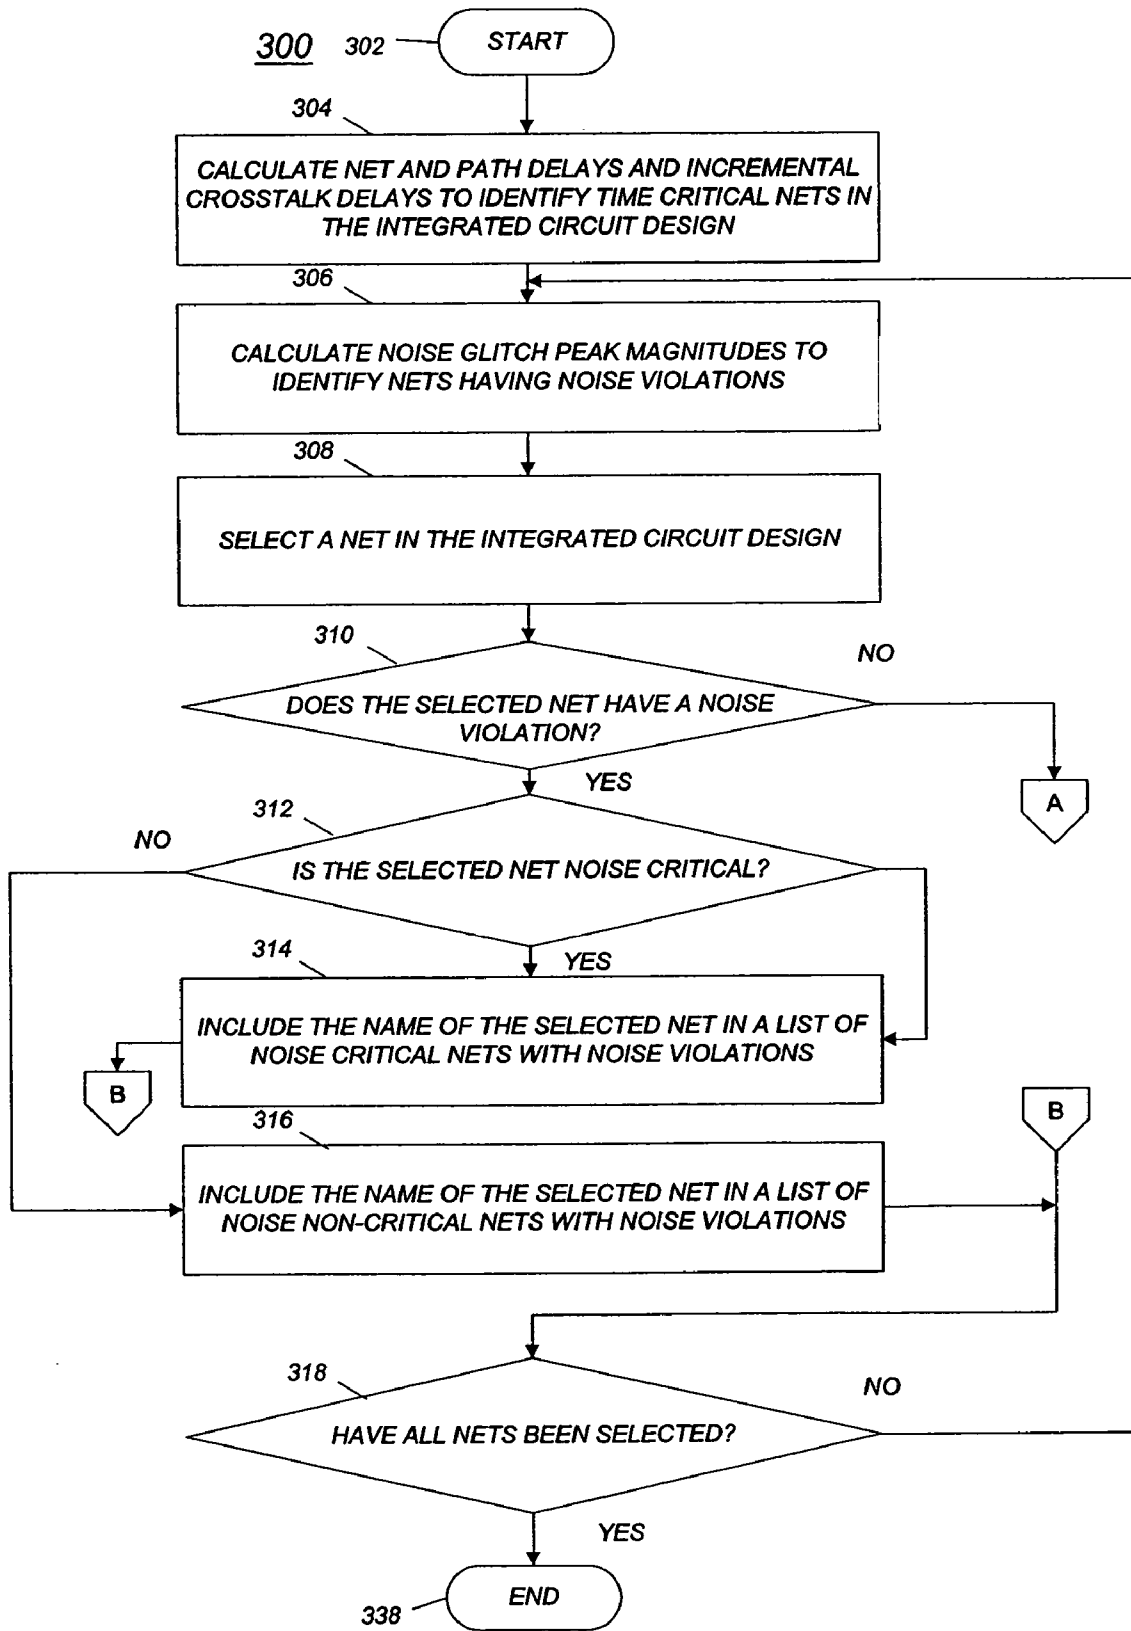 300
302
START
304
CALCULATE NET AND PATH DELAYS AND INCREMENTAL
CROSSTALK DELAYS TO IDENTIFY TIME CRITICAL NETS IN
THE INTEGRATED CIRCUIT DESIGN
306
CALCULATE NOISE GLITCH PEAK MAGNITUDES TO
IDENTIFY NETS HAVING NOISE VIOLATIONS
308
SELECT A NET IN THE INTEGRATED CIRCUIT DESIGN
310
NO
DOES THE SELECTED NET HAVE A NOISE
VIOLATION?
YES
A
312
NO
IS THE SELECTED NET NOISE CRITICAL?
314
YES
INCLUDE THE NAME OF THE SELECTED NET IN A LIST OF
NOISE CRITICAL NETS WITH NOISE VIOLATIONS
B
B
316
INCLUDE THE NAME OF THE SELECTED NET IN A LIST OF
NOISE NON-CRITICAL NETS WITH NOISE VIOLATIONS
318
NO
HAVE ALL NETS BEEN SELECTED?
YES
END
338